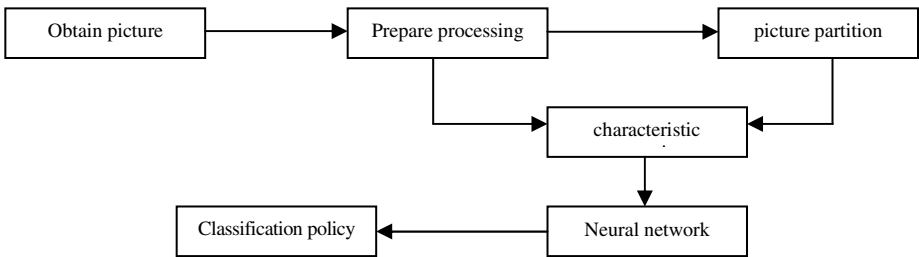 Obtain picture
Prepare processing
picture partition
characteristic
Classification policy
Neural network